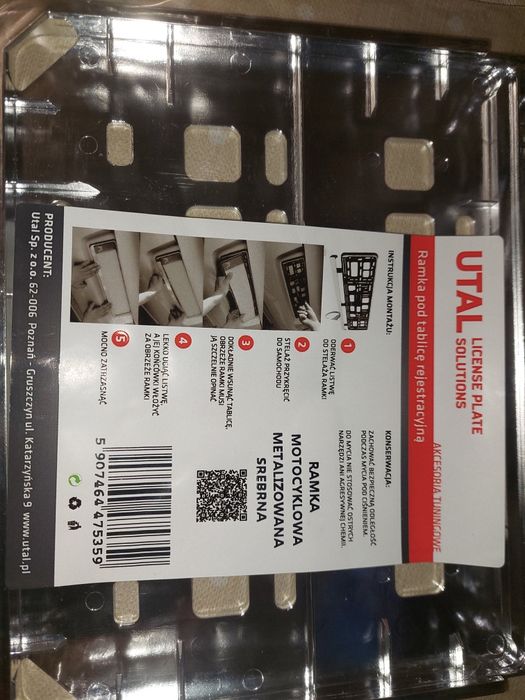 UTAL LICENSE PLATE
SOLUTIONS
AKCESORIA TUNINGOWE
Ramka pod tablicę rejestracyjną
INSTRUKCJA MONTAŻU:
1 ODERWAĆ LISTWĘ
OD STELAŻA RAMKI
2 STELAŻ PRZYKRĘCIĆ
DO SAMOCHODU
3 DOKŁADNIE WSUNĄĆ TABLICĘ,
OBRZEŻE RAMKI MUSI
JĄ SZCZELNIE OPINAĆ
4 LEKKO UGIĄĆ LISTWĘ,
A JEJ KOŃCÓWKI WŁOŻYĆ
ZA OBRZEŻE RAMKI
5 MOCNO ZATRZASNĄĆ
KONSERWACJA:
ZACHOWAĆ BEZPIECZNĄ ODLEGŁOŚĆ
PODCZAS MYCIA POD CIŚNIENIEM.
DO MYCIA NIE STOSOWAĆ OSTRYCH
NARZĘDZI ANI AGRESYWNEJ CHEMII.
RAMKA
MOTOCYKLOWA
METALIZOWANA
SREBRNA
5 907464 475359
PRODUCENT:
Utal Sp. z o.o. 62-006 Poznań - Gruszczyn ul. Katarzyńska 9 www.utal.pl